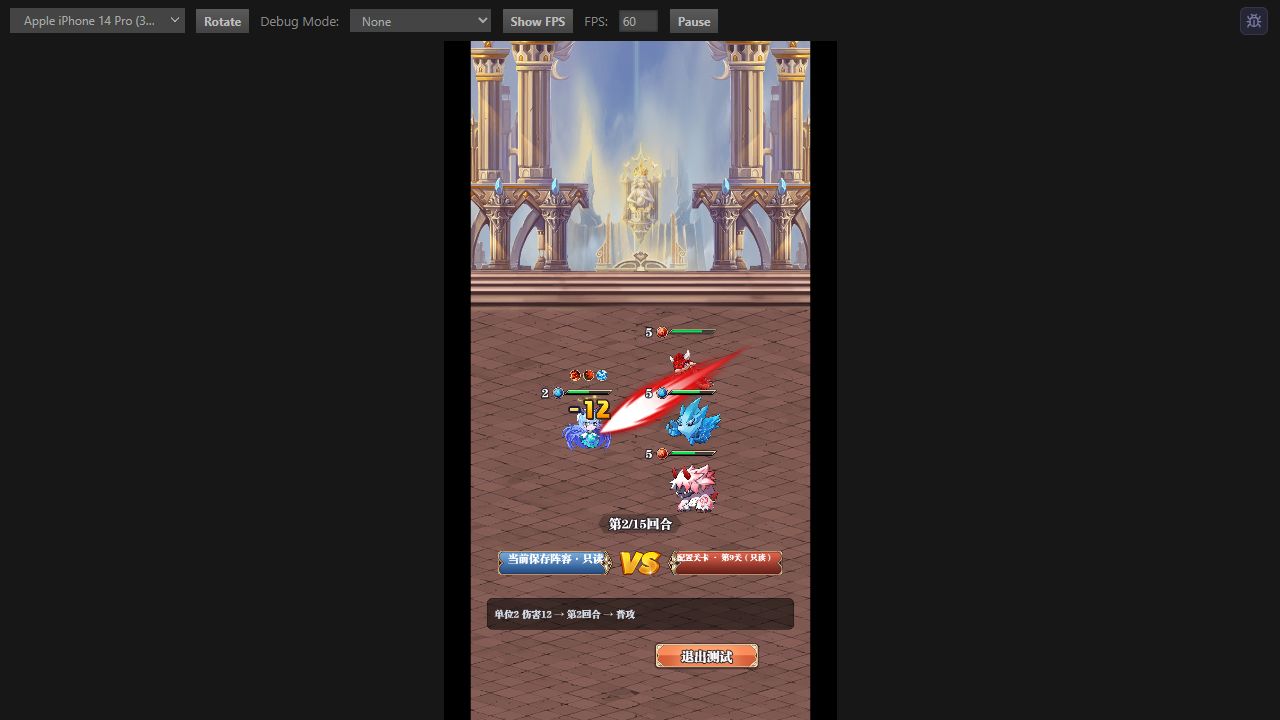 Apple iPhone 14 Pro (3...
Rotate
Debug Mode:
None
Show FPS
FPS:
60
Pause
5
2
5
-12
5
第2/15回合
当前保存阵容·只读
VS
配置关卡 · 第9关（只读）
单位2 伤害12 → 第2回合 → 普攻
退出测试